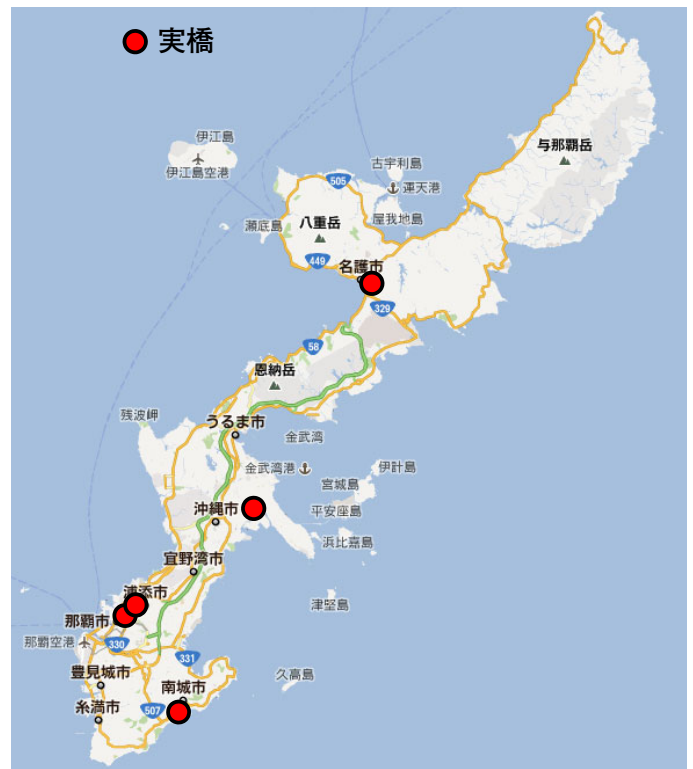 実橋
伊江島
伊江島空港
与那覇岳
古宇利島
運天港
505
八重岳
屋我地島
瀬底島
449
名護市
329
58
恩納岳
残波岬
うるま市
金武湾
金武湾港
伊計島
宮城島
沖縄市
平安座島
浜比嘉島
宜野湾市
浦添市
津堅島
那覇市
那覇空港
330
331
豊見城市
南城市
久高島
糸満市
507